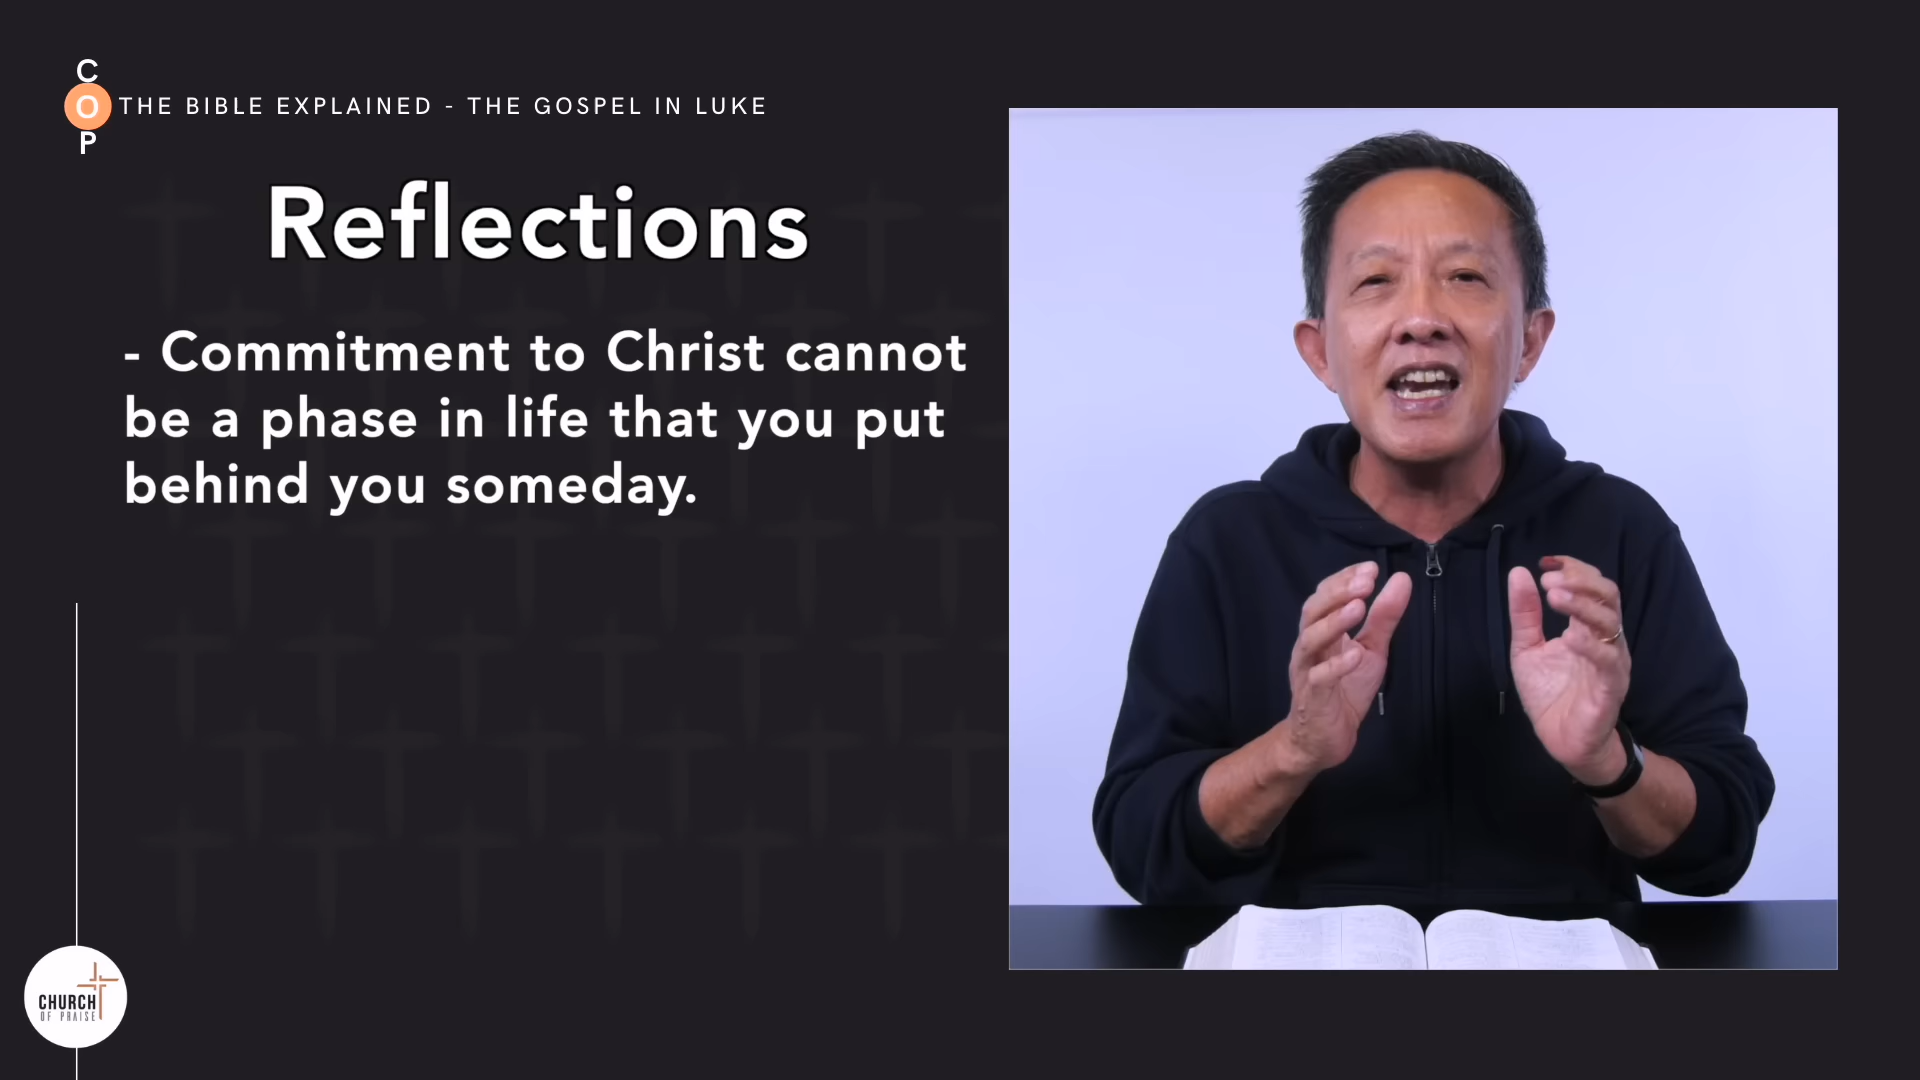 C
O
P
THE BIBLE EXPLAINED - THE GOSPEL IN LUKE
Reflections
- Commitment to Christ cannot
be a phase in life that you put
behind you someday.
CHURCH
OF PRAISE